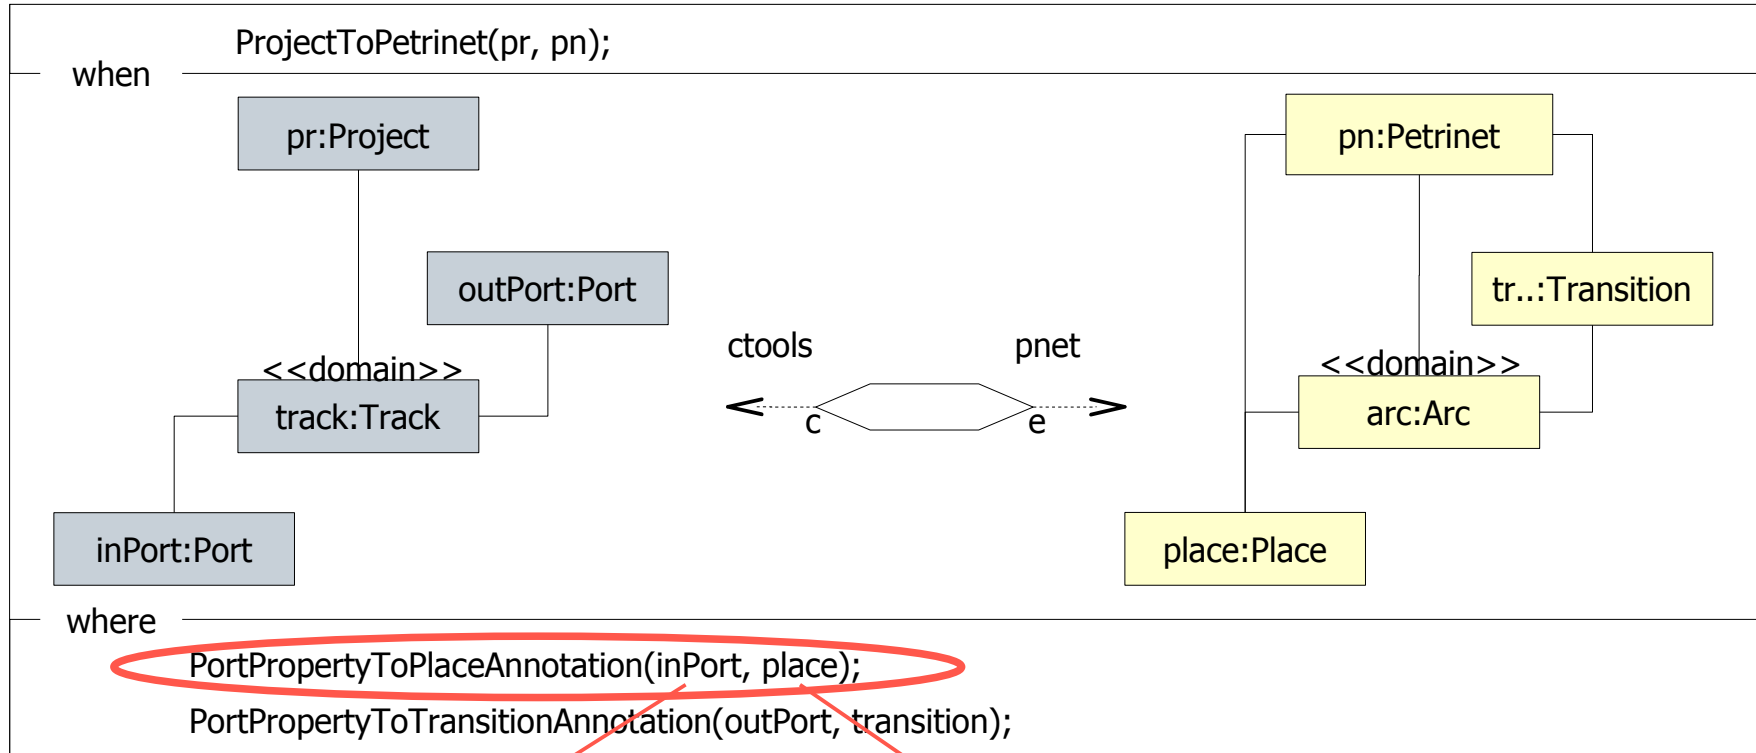 ProjectToPetrinet(pr, pn);
when
pr:Project
pn:Petrinet
outPort:Port
tr..:Transition
ctools
pnet
<<domain>>
<<domain>>
track:Track
c
e
arc:Arc
inPort:Port
place:Place
where
PortPropertyToPlaceAnnotation(inPort, place);
PortPropertyToTransitionAnnotation(outPort, transition);